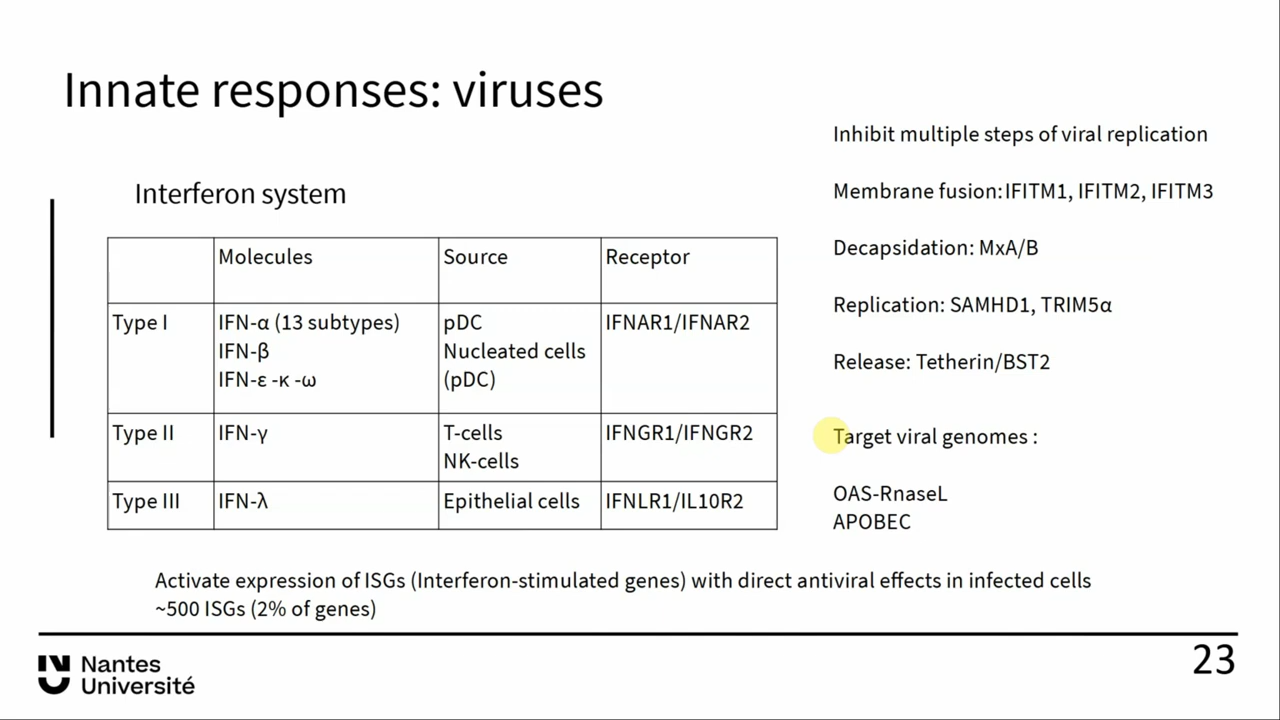 Innate responses: viruses
Interferon system
Molecules Source Receptor
Type I IFN-α (13 subtypes) pDC IFNAR1/IFNAR2
IFN-β Nucleated cells
IFN-ε -κ -ω (pDC)
Type II IFN-γ T-cells IFNGR1/IFNGR2
NK-cells
Type III IFN-λ Epithelial cells IFNLR1/IL10R2
Inhibit multiple steps of viral replication
Membrane fusion: IFITM1, IFITM2, IFITM3
Decapsidation: MxA/B
Replication: SAMHD1, TRIM5α
Release: Tetherin/BST2
Target viral genomes :
OAS-RnaseL
APOBEC
Activate expression of ISGs (Interferon-stimulated genes) with direct antiviral effects in infected cells
~500 ISGs (2% of genes)
Nantes
Université
23